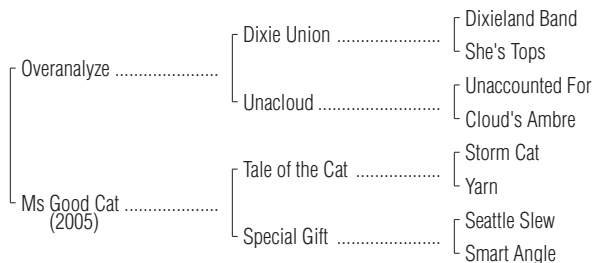 Dixieland Band
Dixie Union ........................
She's Tops
Overanalyze ........................
Unaccounted For
Unacloud ............................
Cloud's Ambre
Storm Cat
Tale of the Cat ...................
Yarn
Ms Good Cat ......................
(2005)
Seattle Slew
Special Gift ........................
Smart Angle